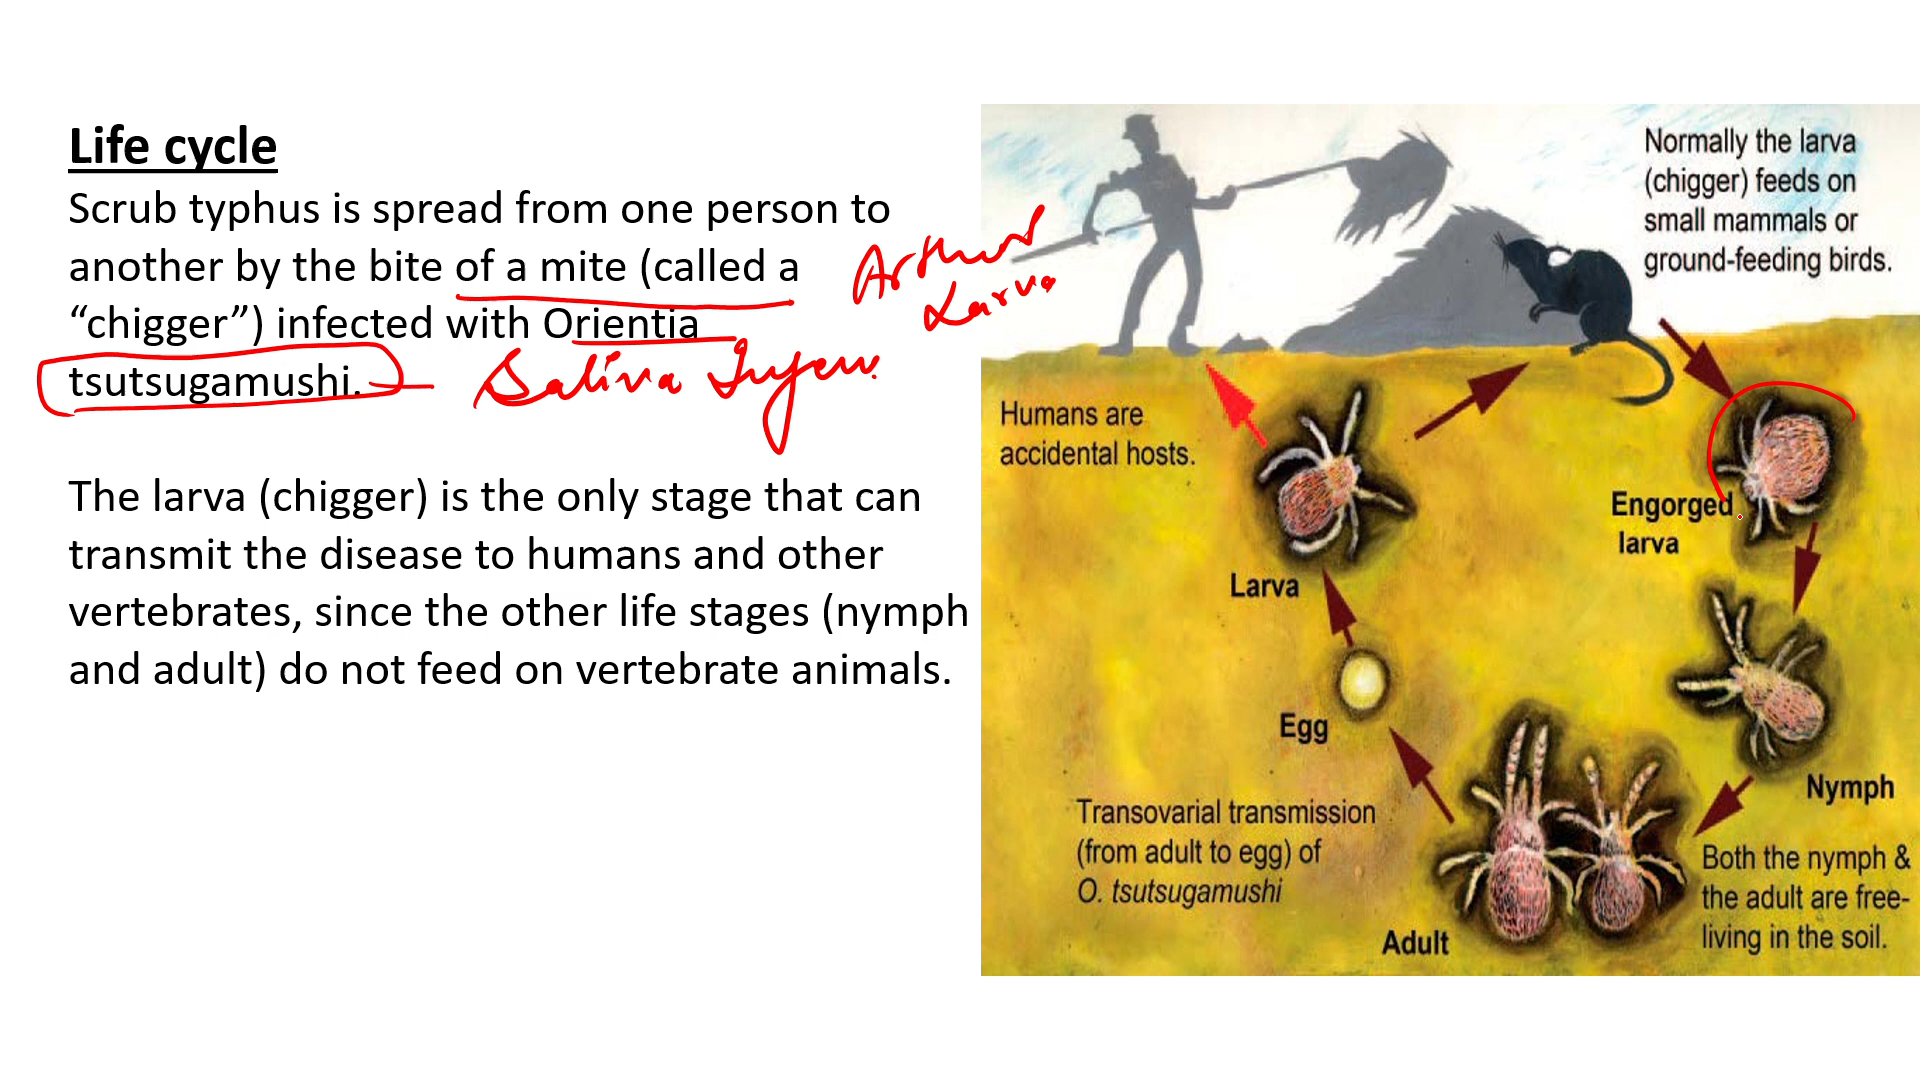 Life cycle
Scrub typhus is spread from one person to
another by the bite of a mite (called a
“chigger”) infected with Orientia
tsutsugamushi.
Saliva
Larva
The larva (chigger) is the only stage that can
transmit the disease to humans and other
vertebrates, since the other life stages (nymph
and adult) do not feed on vertebrate animals.
Normally the larva
(chigger) feeds on
small mammals or
ground-feeding birds.
Humans are
accidental hosts.
Engorged
larva
Larva
Egg
Nymph
Transovarial transmission
(from adult to egg) of
O. tsutsugamushi
Adult
Both the nymph &
the adult are free-
living in the soil.